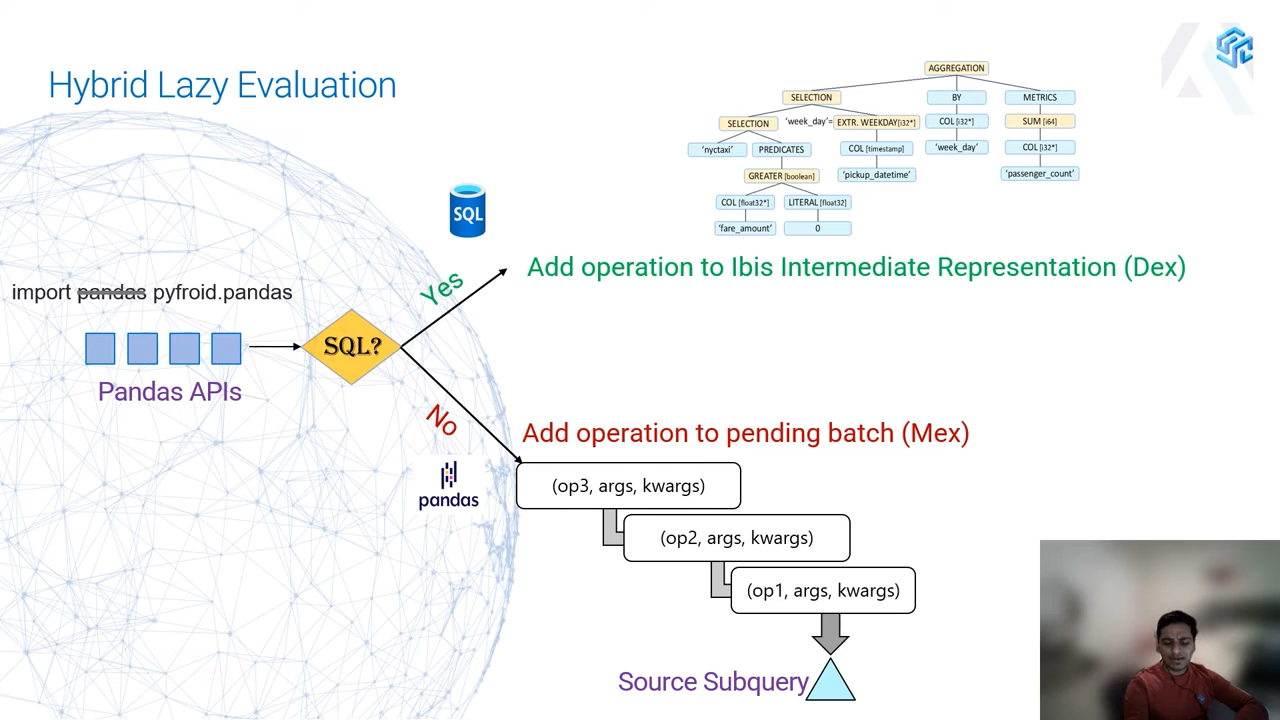 Hybrid Lazy Evaluation
AGGREGATION
SELECTION
BY
METRICS
SELECTION
'week_day'=
EXTR. WEEKDAY[i32*]
COL [i32*]
SUM [i64]
'nyctaxi'
PREDICATES
COL [timestamp]
'week_day'
COL [i32*]
GREATER [boolean]
'pickup_datetime'
'passenger_count'
COL [float32*]
LITERAL [float32]
'fare_amount'
0
SQL
Add operation to Ibis Intermediate Representation (Dex)
Yes
import pandas pyfroid.pandas
SQL?
Pandas APIs
No
Add operation to pending batch (Mex)
pandas
(op3, args, kwargs)
(op2, args, kwargs)
(op1, args, kwargs)
Source Subquery